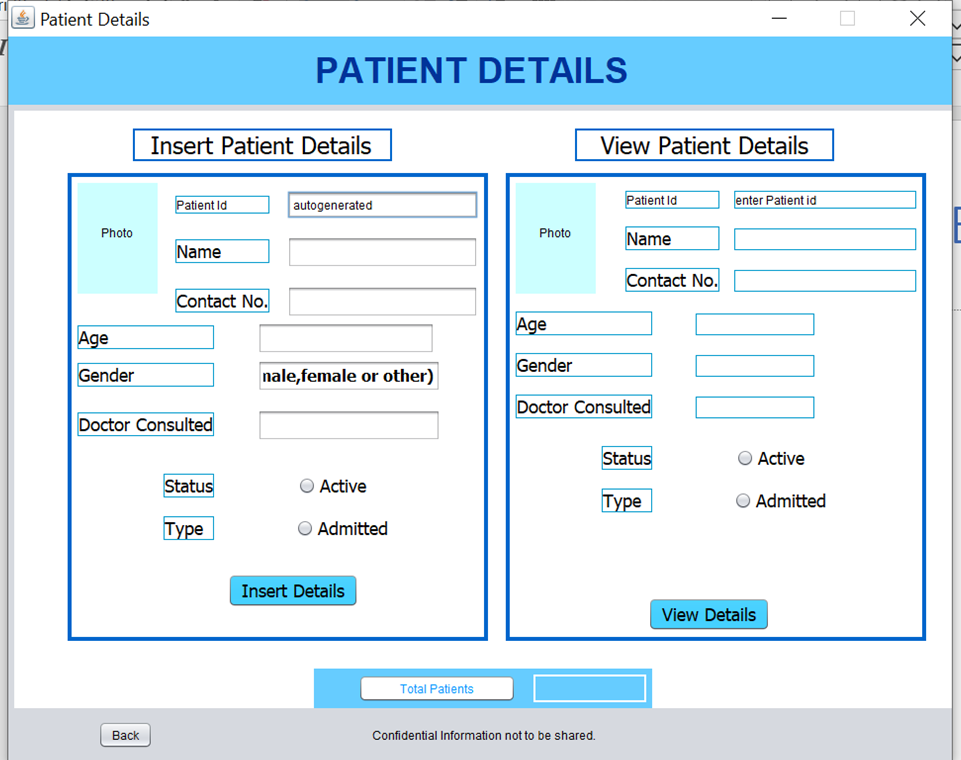 Patient Details
PATIENT DETAILS
Insert Patient Details
Photo
Patient Id autogenerated
Name
Contact No.
Age
Gender nale,female or other)
Doctor Consulted
Status Active
Type Admitted
Insert Details
View Patient Details
Photo
Patient Id enter Patient id
Name
Contact No.
Age
Gender
Doctor Consulted
Status Active
Type Admitted
View Details
Total Patients
Back
Confidential Information not to be shared.